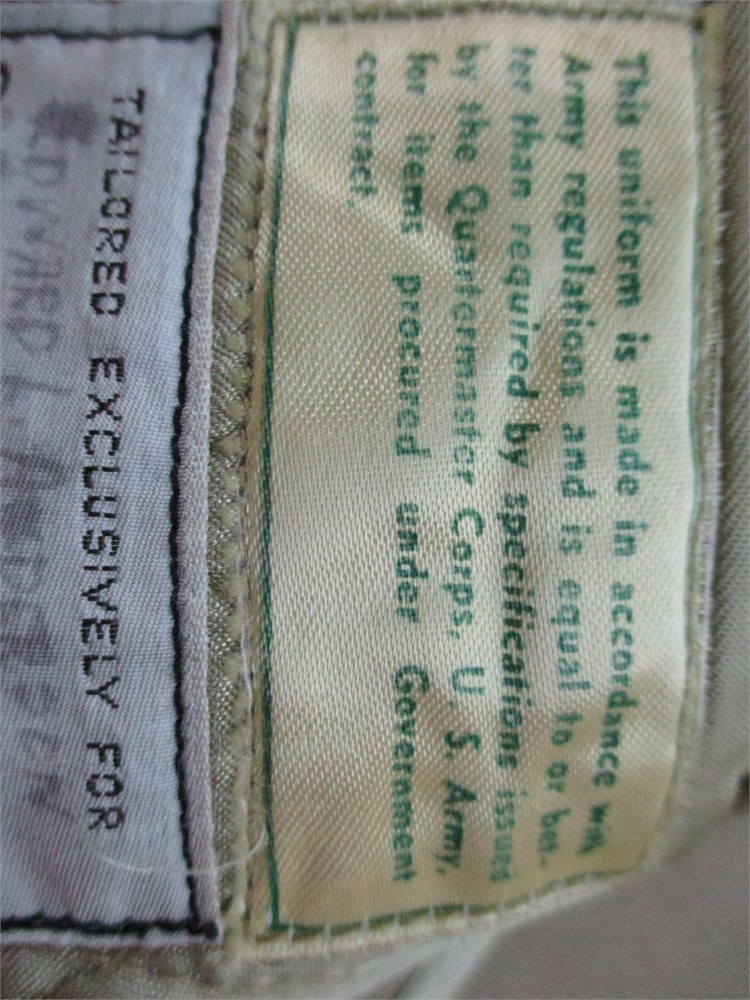 This uniform is made in accordance with
Army regulations and is equal to or bet-
ter than required by specifications issued
by the Quartermaster Corps, U. S. Army,
for items procured under Government
contract.
TAILORED EXCLUSIVELY FOR
EDWARD L.